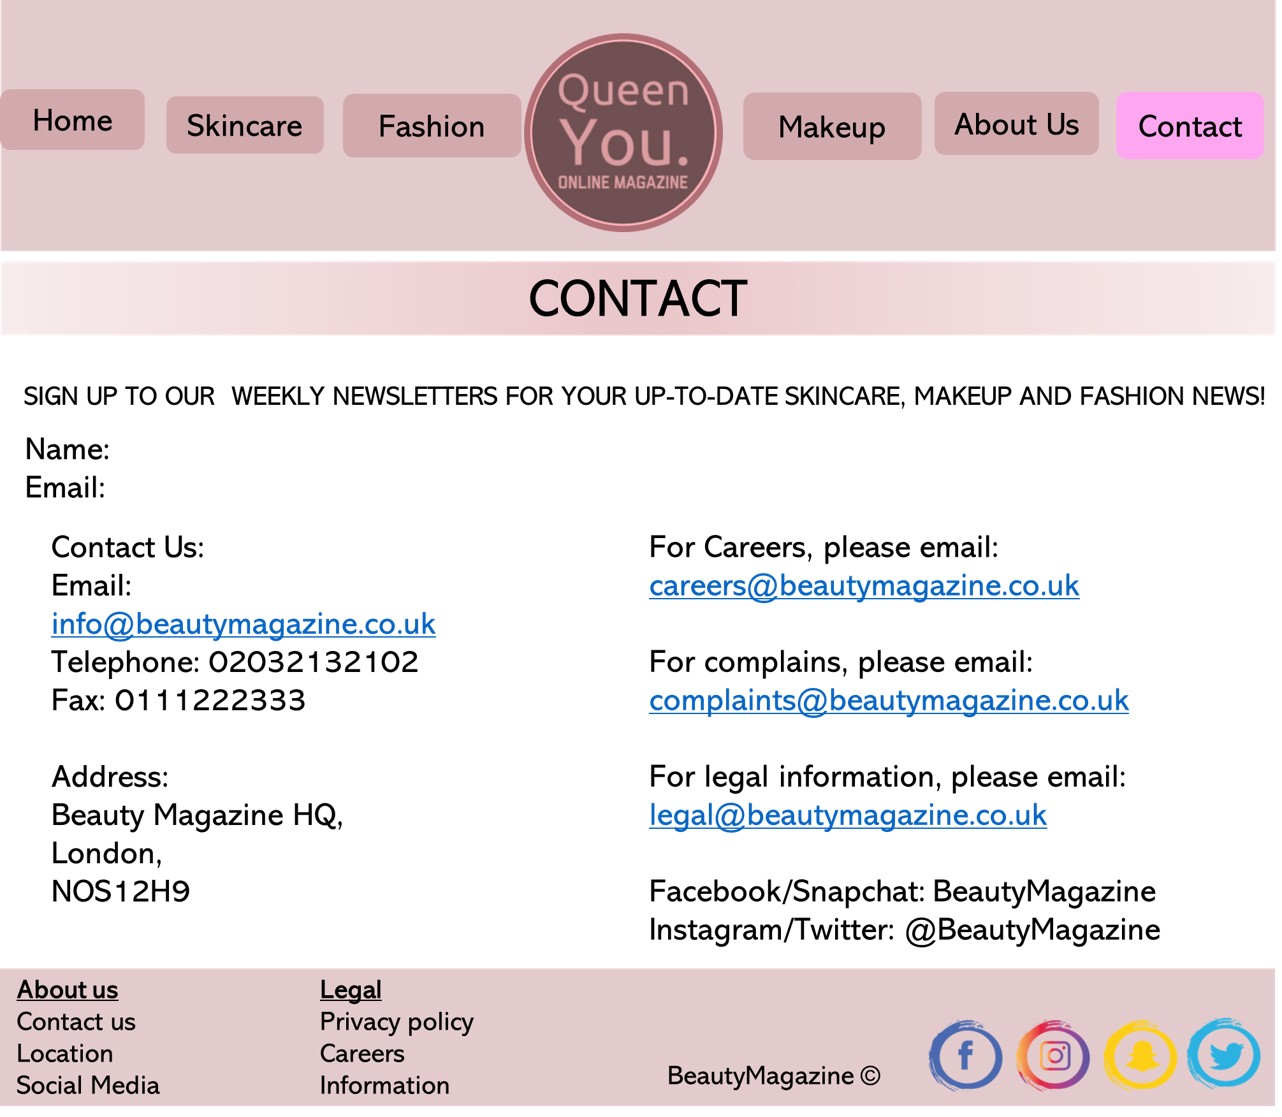 Home
Skincare
Fashion
Queen
You.
ONLINE MAGAZINE
Makeup
About Us
Contact
CONTACT
SIGN UP TO OUR WEEKLY NEWSLETTERS FOR YOUR UP-TO-DATE SKINCARE, MAKEUP AND FASHION NEWS!
Name:
Email:
Contact Us:
Email:
info@beautymagazine.co.uk
Telephone: 02032132102
Fax: 0111222333
Address:
Beauty Magazine HQ,
London,
NOS12H9
For Careers, please email:
careers@beautymagazine.co.uk
For complains, please email:
complaints@beautymagazine.co.uk
For legal information, please email:
legal@beautymagazine.co.uk
Facebook/Snapchat: BeautyMagazine
Instagram/Twitter: @BeautyMagazine
About us
Contact us
Location
Social Media
Legal
Privacy policy
Careers
Information
BeautyMagazine ©